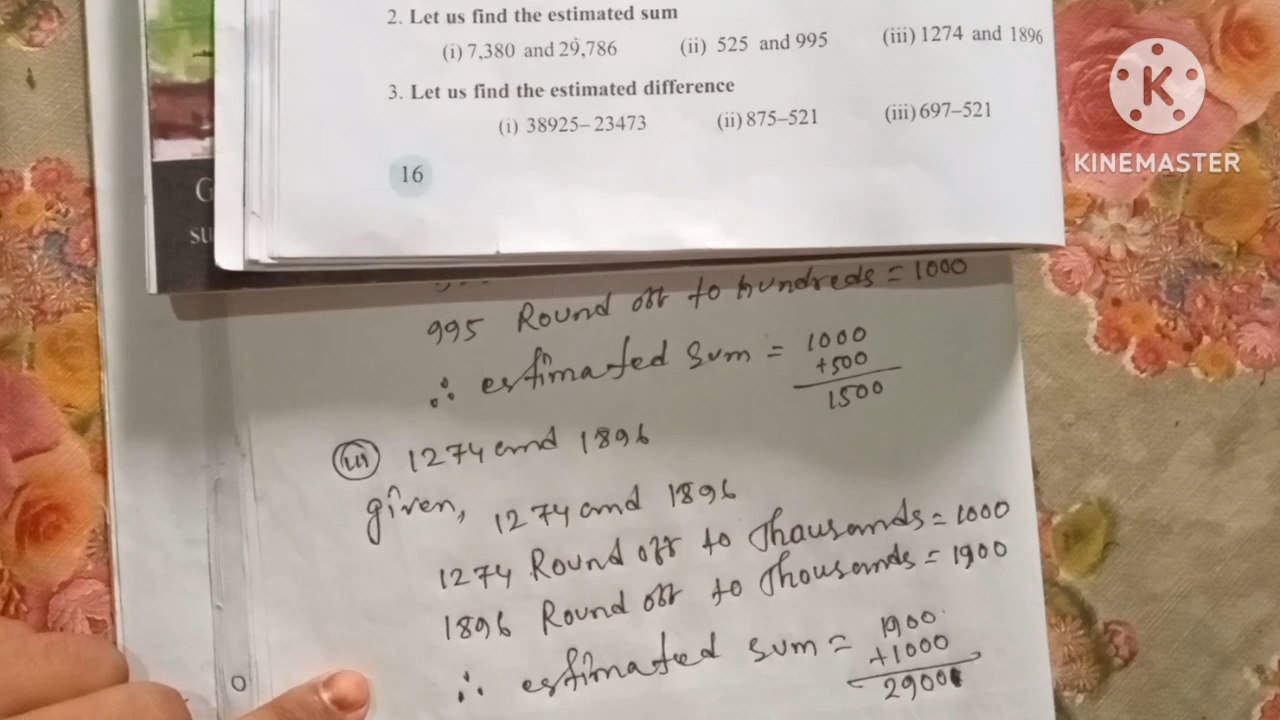 2. Let us find the estimated sum
(i) 7,380 and 29,786 (ii) 525 and 995 (iii) 1274 and 1896
3. Let us find the estimated difference
(i) 38925–23473 (ii) 875–521 (iii) 697–521
16
G
su
K
KINEMASTER
995 Round off to hundreds = 1000
∴ estimated sum = 1000
+500
1500
(iii) 1274 and 1896
given, 1274 and 1896
1274 Round off to Thausands = 1000
1896 Round off to Thousands = 1900
∴ estimated sum = 1900
+1000
2900